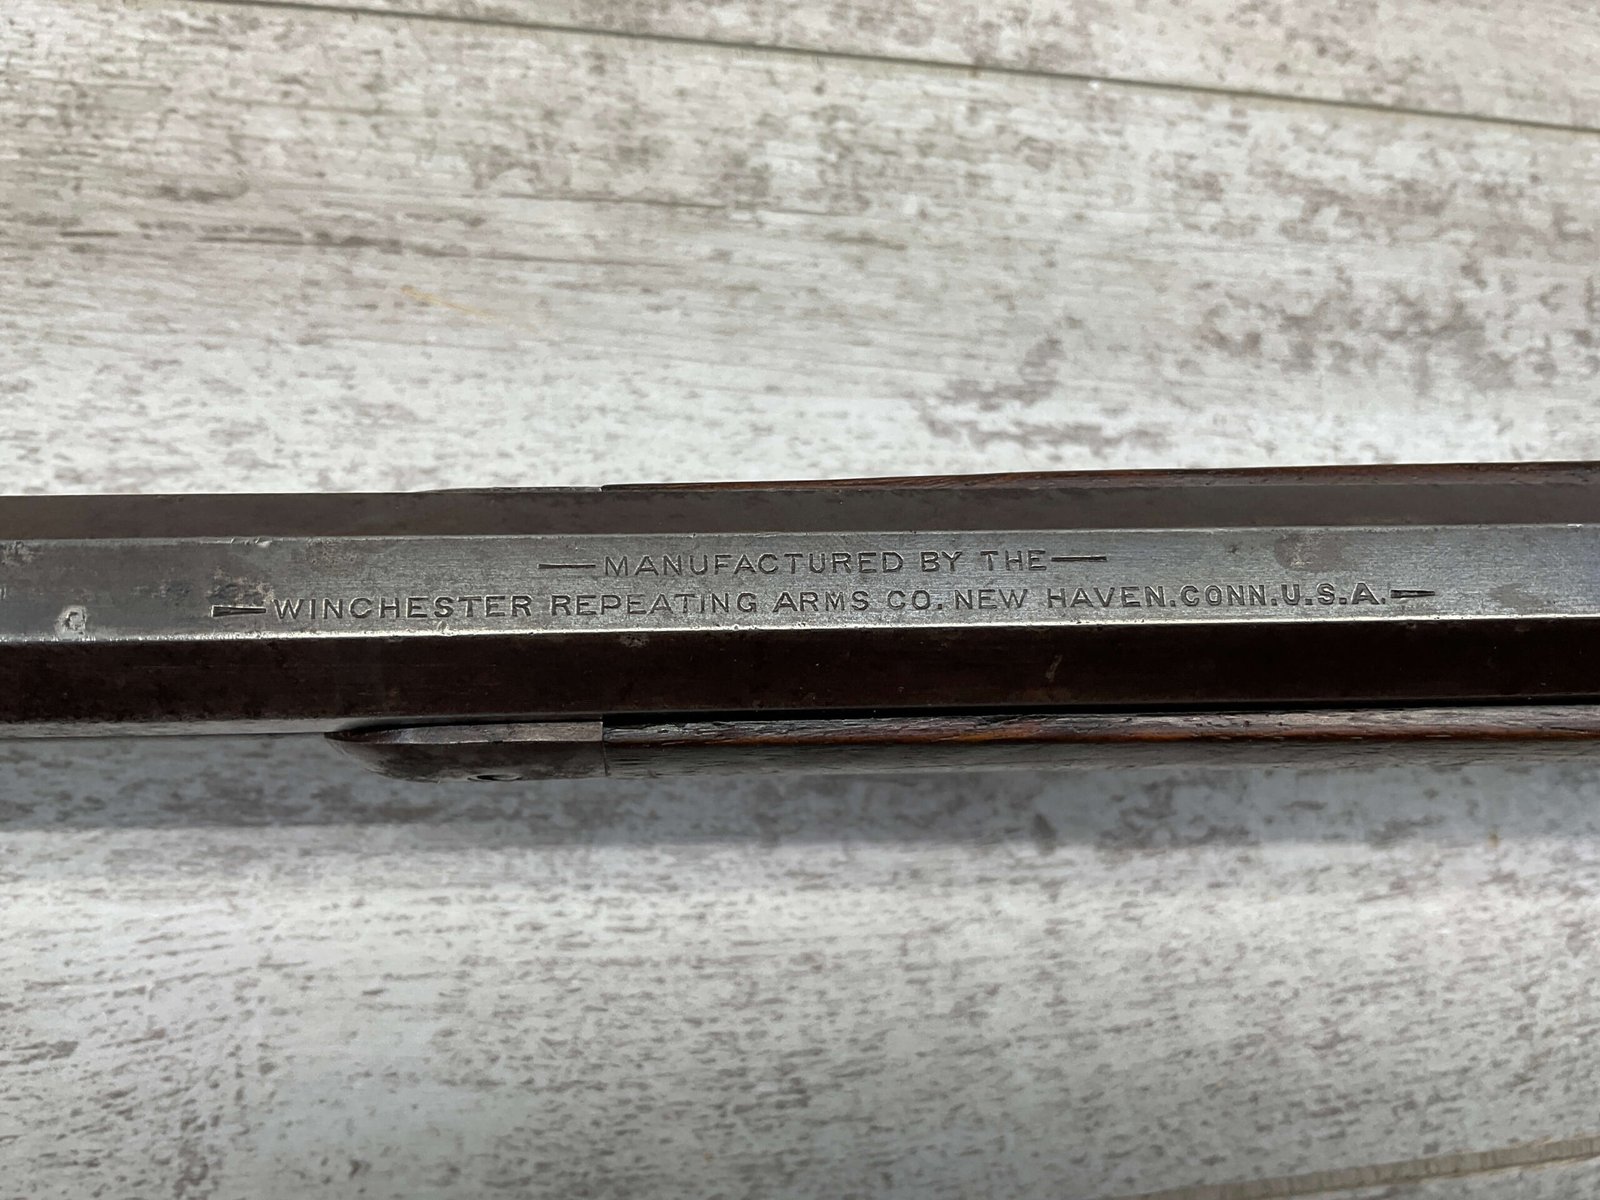 —MANUFACTURED BY THE—
—WINCHESTER REPEATING ARMS CO. NEW HAVEN. CONN. U.S.A.—